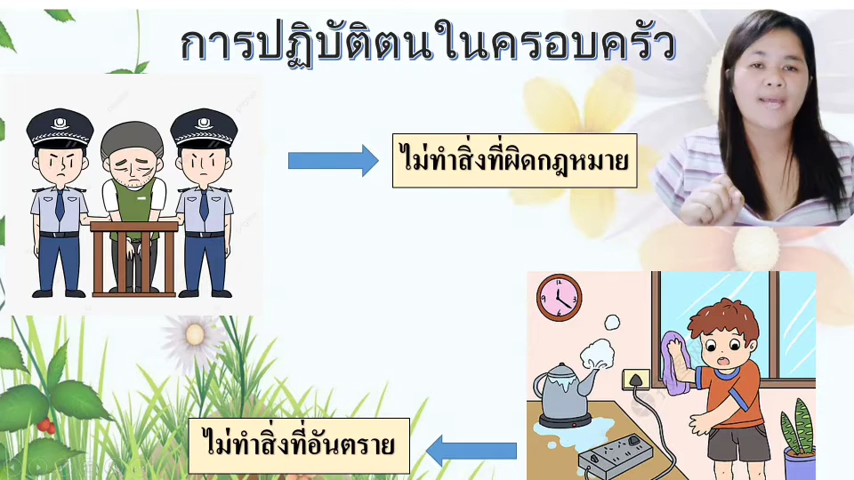 การปฏิบัติตนในครอบครัว
ไม่ทำสิ่งที่ผิดกฎหมาย
ไม่ทำสิ่งที่อันตราย